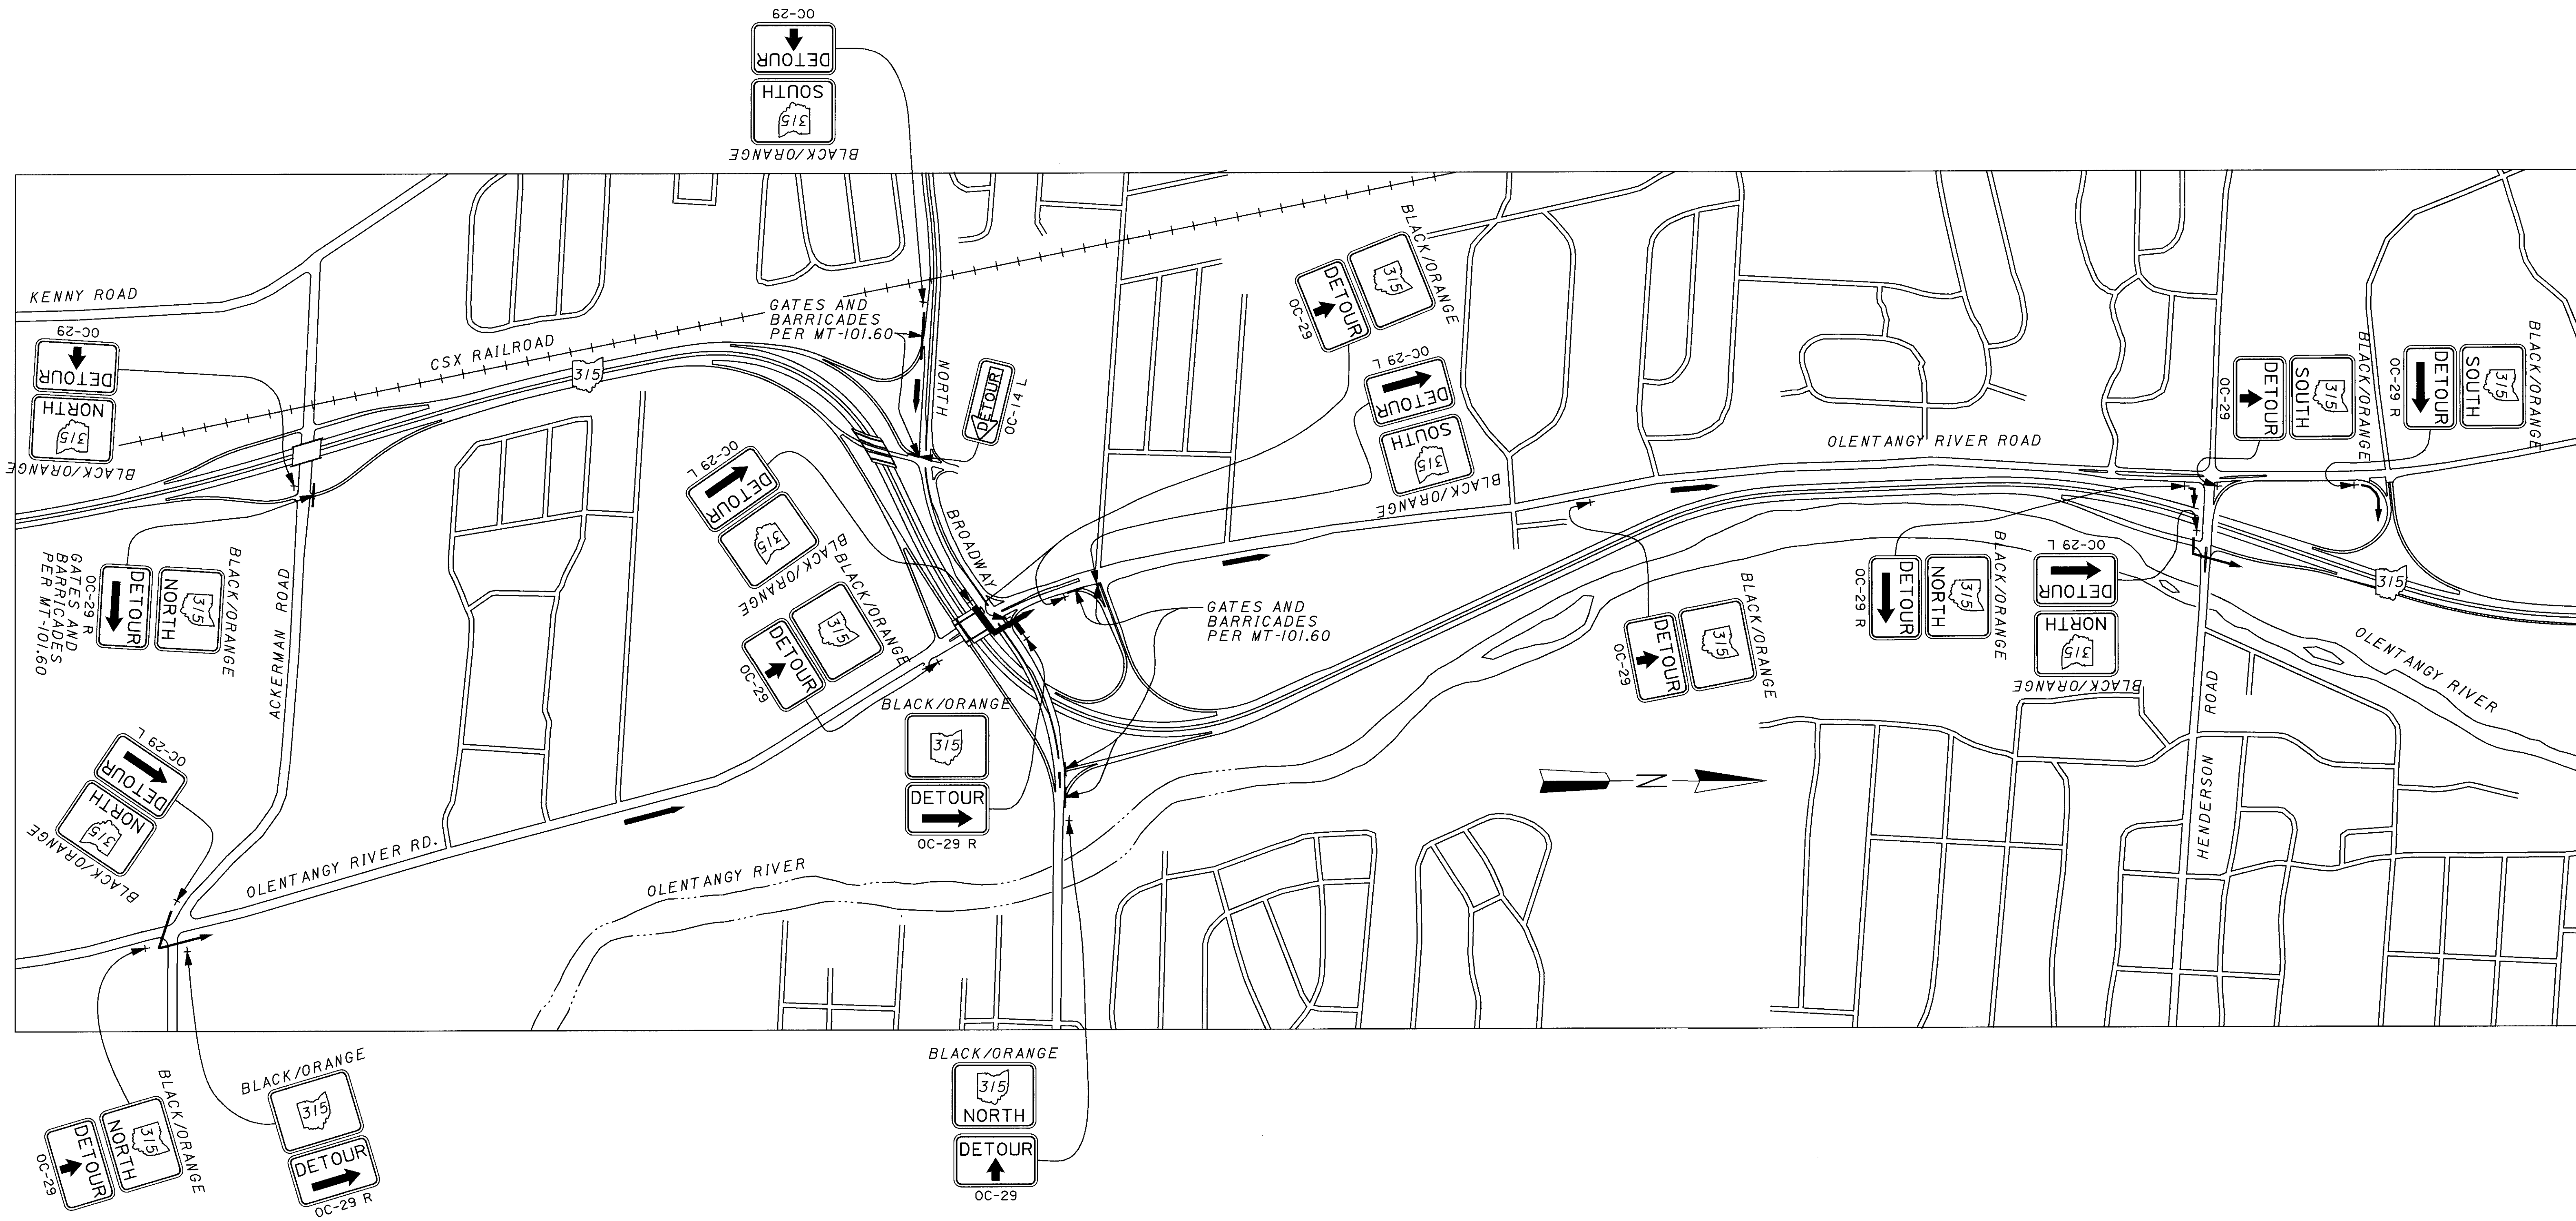 OC-29
DETOUR
SOUTH
315
BLACK/ORANGE
KENNY ROAD
OC-29
DETOUR
NORTH
315
BLACK/ORANGE
CSX RAILROAD
315
GATES AND
BARRICADES
PER MT-101.60
NORTH
BROADWAY
DETOUR
OC-14 L
BLACK/ORANGE
315
DETOUR
OC-29
OC-29 L
DETOUR
SOUTH
315
BLACK/ORANGE
OLENTANGY RIVER ROAD
BLACK/ORANGE
315
SOUTH
DETOUR
OC-29
BLACK/ORANGE
315
SOUTH
DETOUR
OC-29 R
OC-29 L
DETOUR
315
BLACK/ORANGE
BLACK/ORANGE
315
DETOUR
OC-29
BLACK/ORANGE
315
NORTH
DETOUR
OC-29 R
GATES AND
BARRICADES
PER MT-101.60
ACKERMAN ROAD
GATES AND
BARRICADES
PER MT-101.60
BLACK/ORANGE
315
DETOUR
OC-29
BLACK/ORANGE
315
NORTH
DETOUR
OC-29 R
OC-29 L
DETOUR
NORTH
315
BLACK/ORANGE
315
OLENTANGY RIVER
HENDERSON ROAD
BLACK/ORANGE
315
DETOUR
OC-29 R
N
OC-29 L
DETOUR
NORTH
315
BLACK/ORANGE
OLENTANGY RIVER RD.
OLENTANGY RIVER
BLACK/ORANGE
315
NORTH
DETOUR
OC-29
BLACK/ORANGE
315
DETOUR
OC-29 R
BLACK/ORANGE
315
NORTH
DETOUR
OC-29